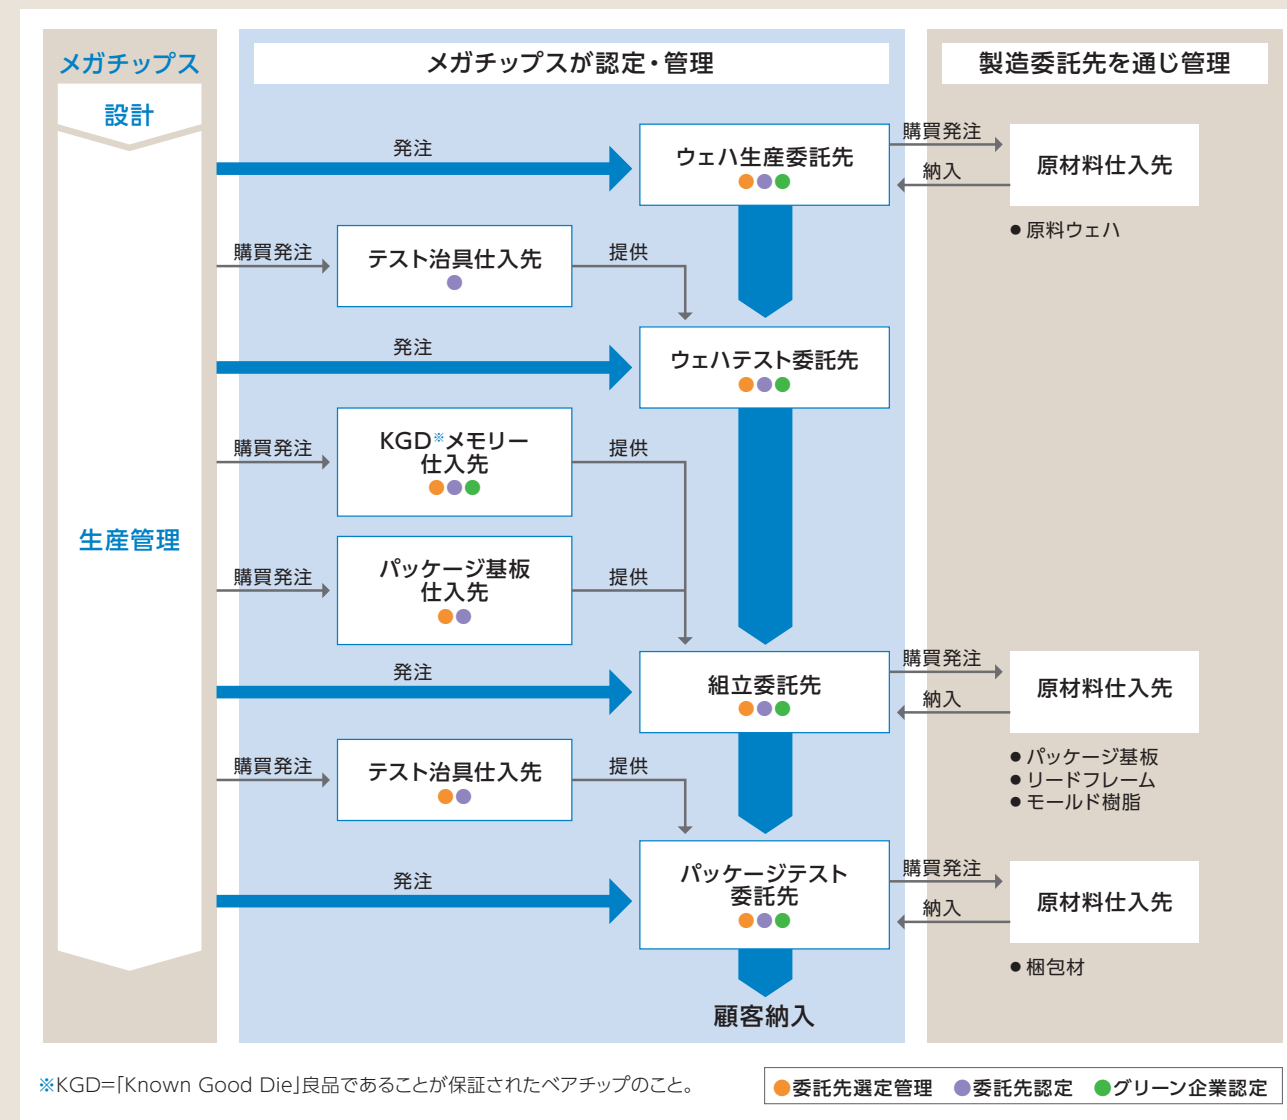 メガチップス
設計
生産管理
メガチップスが認定・管理
製造委託先を通じ管理
発注
ウェハ生産委託先
購買発注
納入
原材料仕入先
● 原料ウェハ
購買発注
テスト治具仕入先
提供
発注
ウェハテスト委託先
購買発注
KGD※メモリー
仕入先
提供
購買発注
パッケージ基板
仕入先
提供
発注
組立委託先
購買発注
納入
原材料仕入先
● パッケージ基板
● リードフレーム
● モールド樹脂
購買発注
テスト治具仕入先
提供
発注
パッケージテスト
委託先
購買発注
納入
原材料仕入先
● 梱包材
顧客納入
※KGD=「Known Good Die」良品であることが保証されたベアチップのこと。
●委託先選定管理 ●委託先認定 ●グリーン企業認定